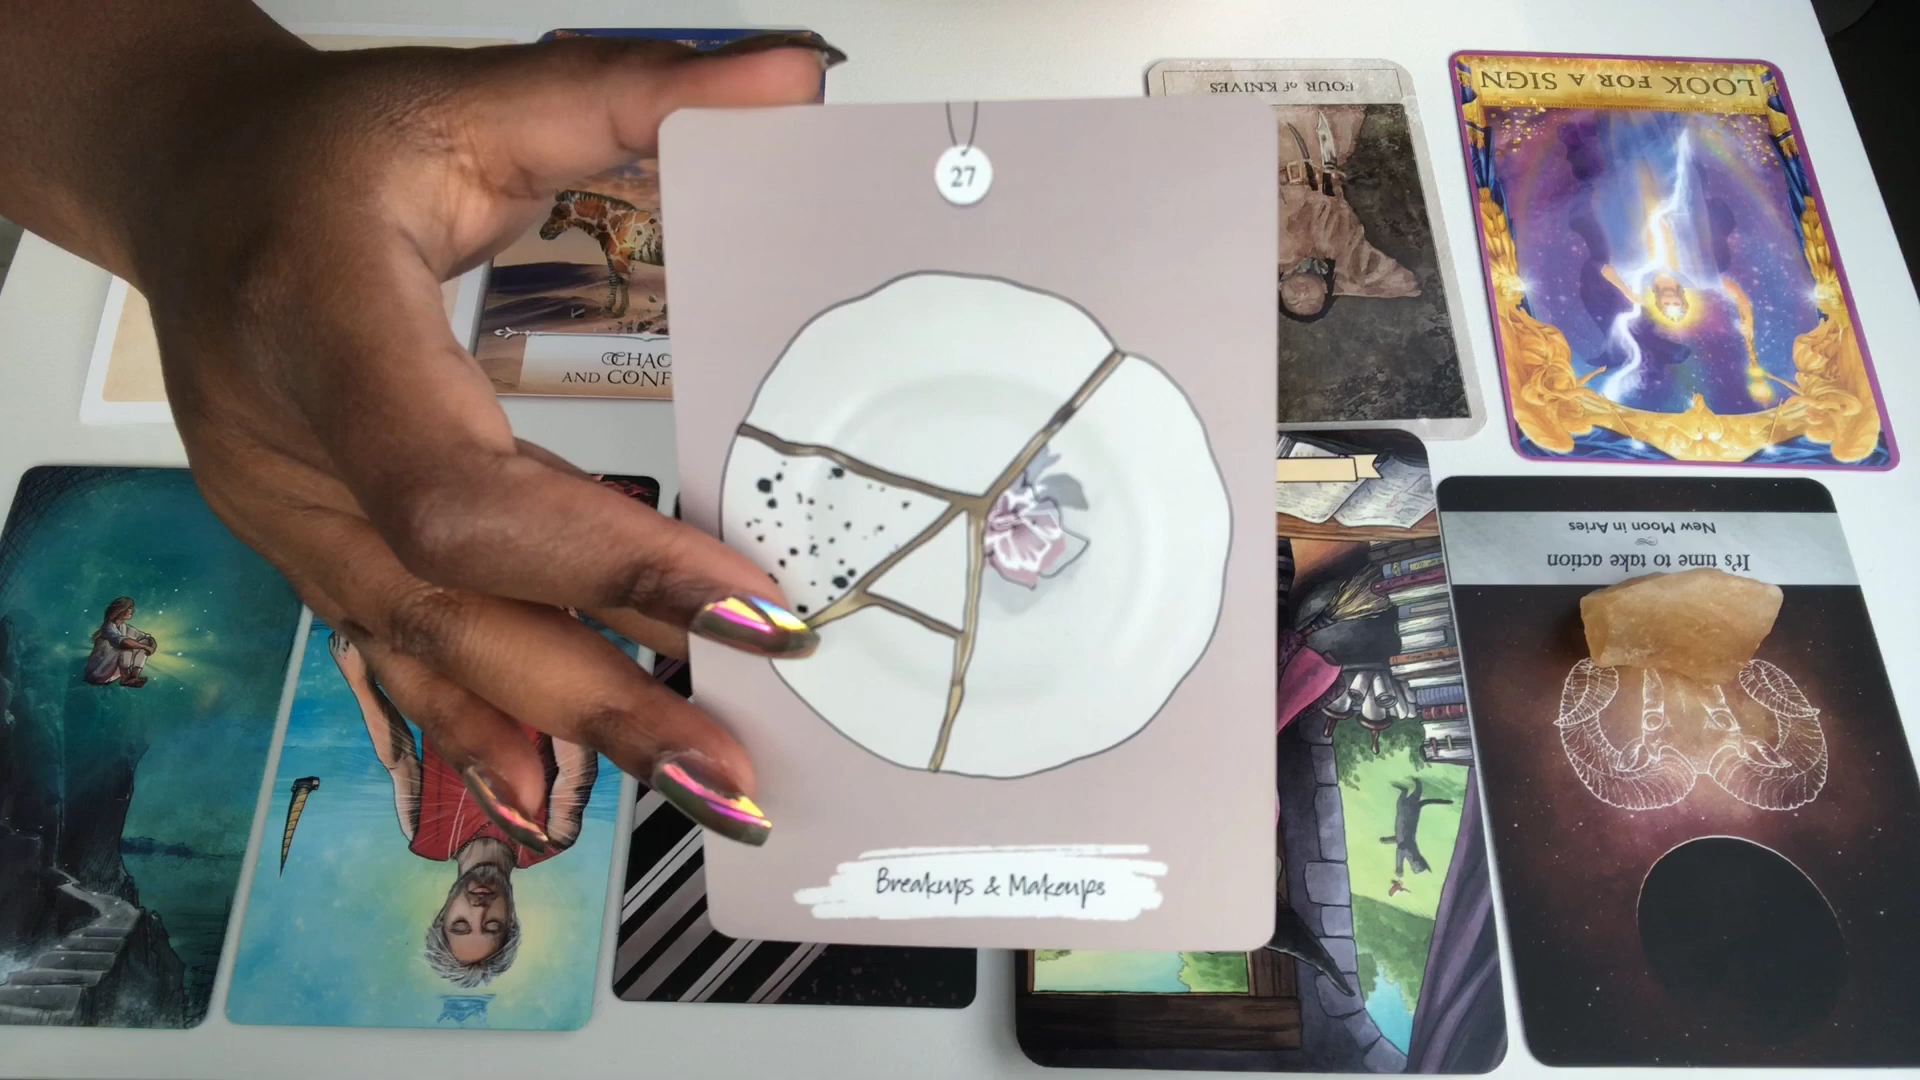 FOUR of KNIVES
LOOK FOR A SIGN
27
CHAO
AND CONF
New Moon in Aries
It's time to take action
Breakups & Makeups